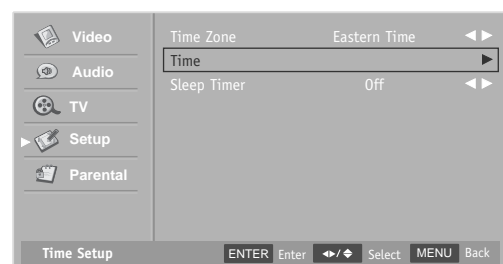 Video
Audio
TV
Setup
Parental
Time Zone Eastern Time
Time
Sleep Timer Off
Time Setup ENTER Enter Select MENU Back